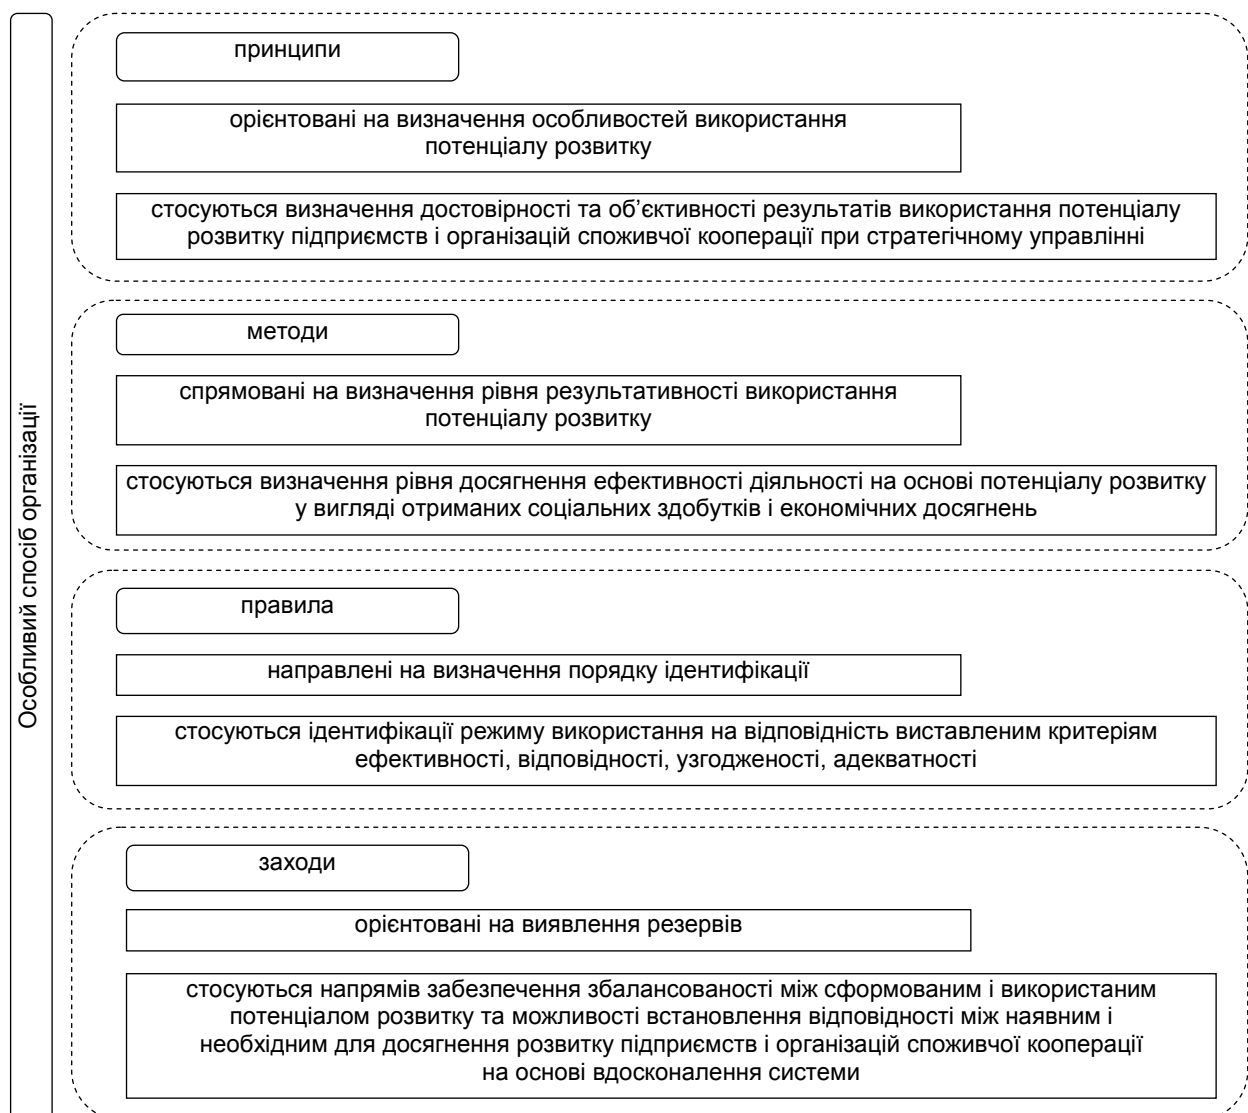 Особливий спосіб організації
принципи
орієнтовані на визначення особливостей використання
потенціалу розвитку
стосуються визначення достовірності та об’єктивності результатів використання потенціалу
розвитку підприємств і організацій споживчої кооперації при стратегічному управлінні
методи
спрямовані на визначення рівня результативності використання
потенціалу розвитку
стосуються визначення рівня досягнення ефективності діяльності на основі потенціалу розвитку
у вигляді отриманих соціальних здобутків і економічних досягнень
правила
направлені на визначення порядку ідентифікації
стосуються ідентифікації режиму використання на відповідність виставленим критеріям
ефективності, відповідності, узгодженості, адекватності
заходи
орієнтовані на виявлення резервів
стосуються напрямів забезпечення збалансованості між сформованим і використаним
потенціалом розвитку та можливості встановлення відповідності між наявним і
необхідним для досягнення розвитку підприємств і організацій споживчої кооперації
на основі вдосконалення системи